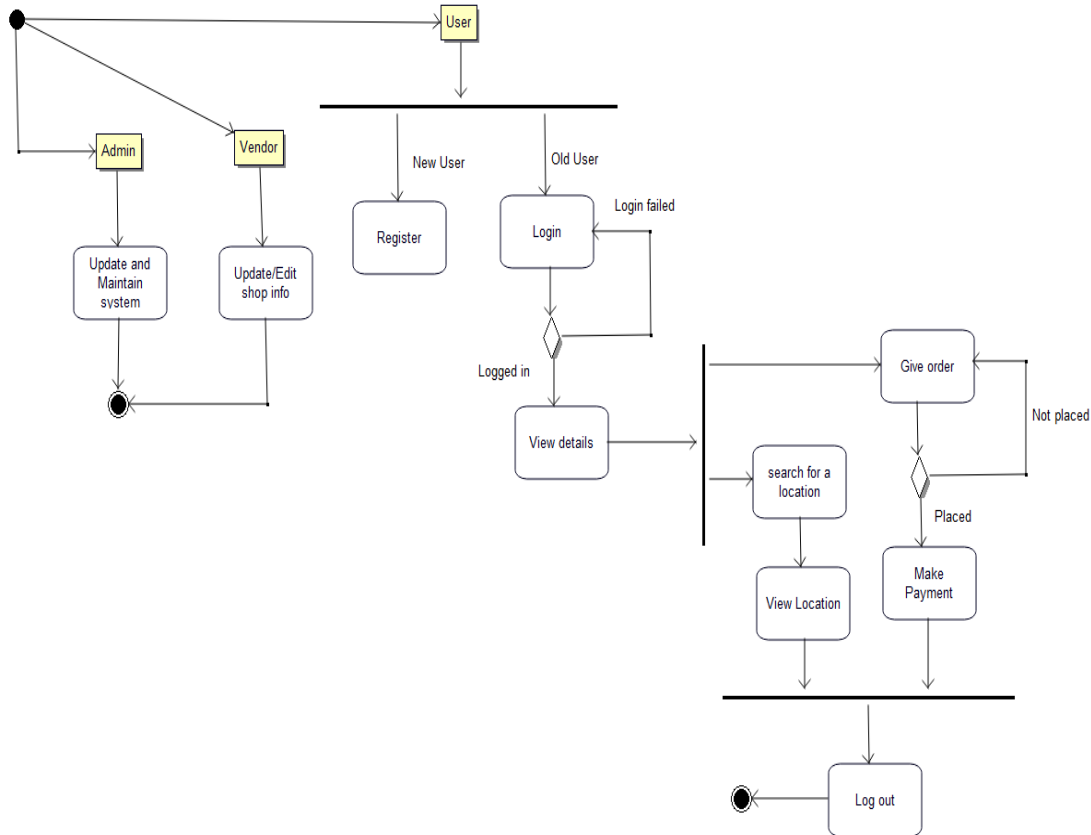 User
Admin
Vendor
New User
Old User
Register
Login
Login failed
Update and
Maintain
system
Update/Edit
shop info
Logged in
View details
Give order
Not placed
search for a
location
Placed
View Location
Make
Payment
Log out